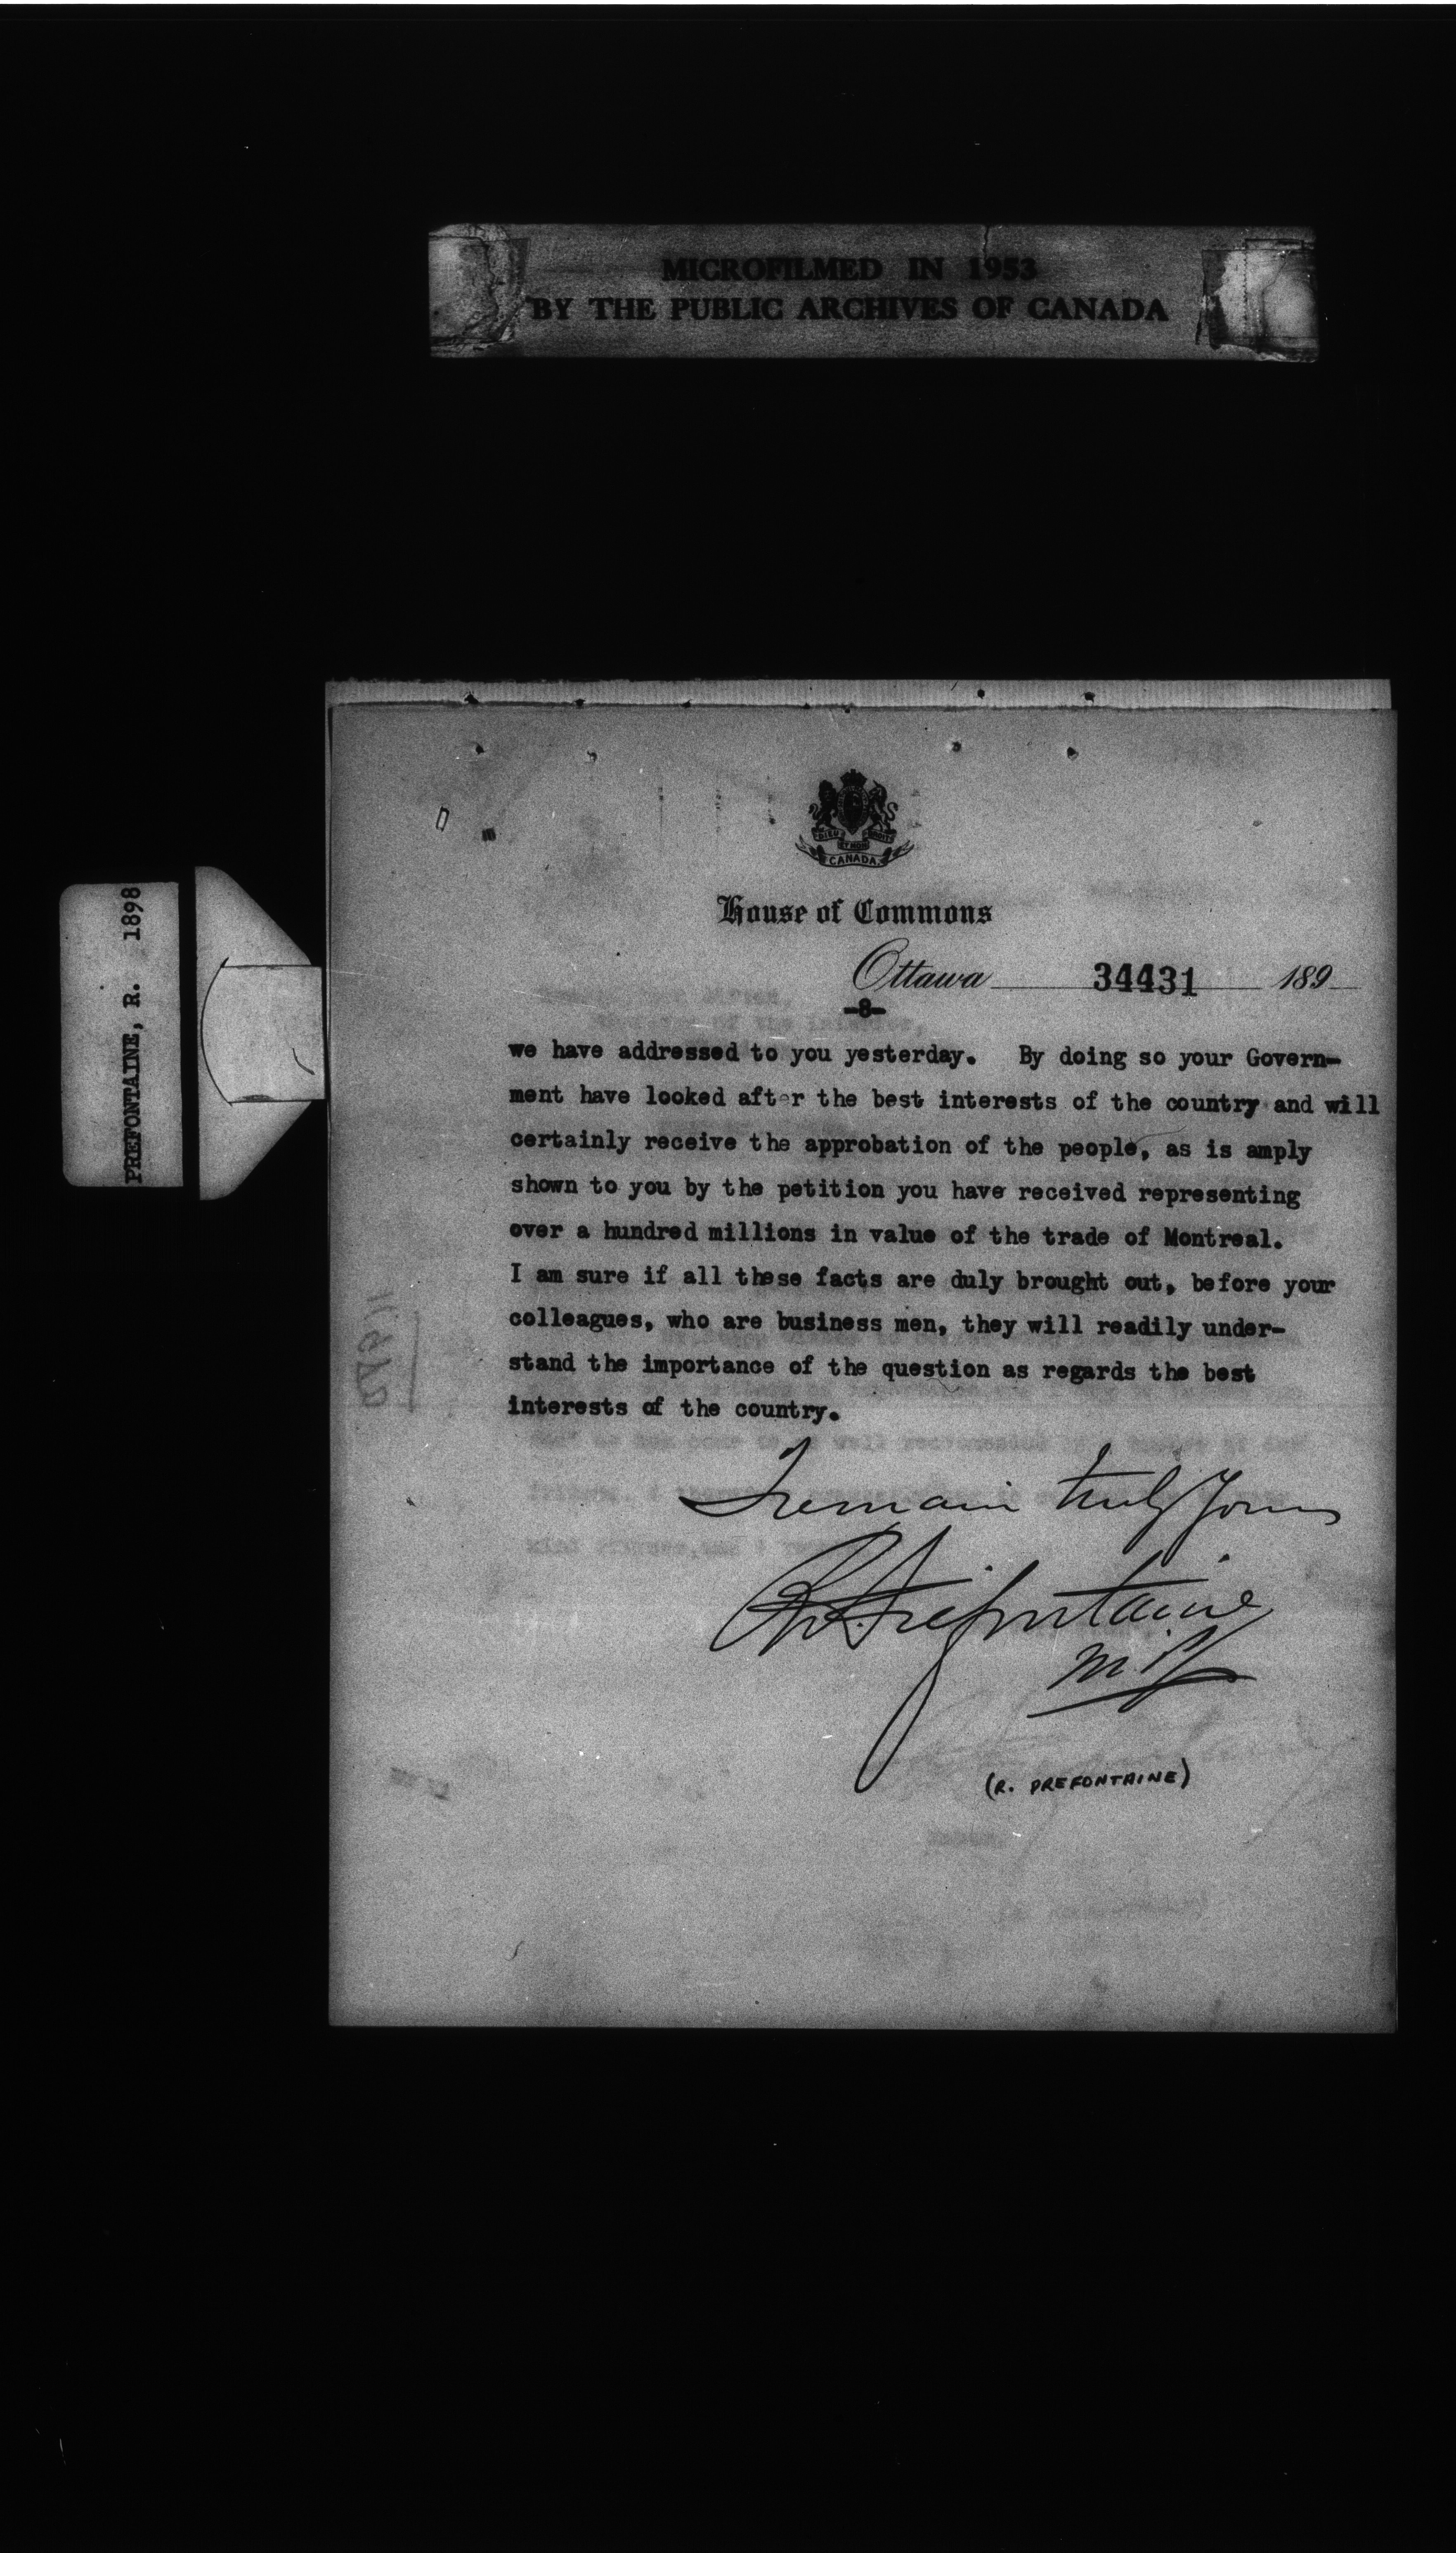 MICROFILMED IN 1953
BY THE PUBLIC ARCHIVES OF CANADA
PREFONTAINE, R. 1898
DIEU ET MON DROIT
CANADA
House of Commons
Ottawa 34431 189
-8-
we have addressed to you yesterday. By doing so your Govern-
ment have looked after the best interests of the country and will
certainly receive the approbation of the people, as is amply
shown to you by the petition you have received representing
over a hundred millions in value of the trade of Montreal.
I am sure if all these facts are duly brought out, before your
colleagues, who are business men, they will readily under-
stand the importance of the question as regards the best
interests of the country.
I remain truly Yours
R. Prefontaine
M.P.
(R. PREFONTAINE)